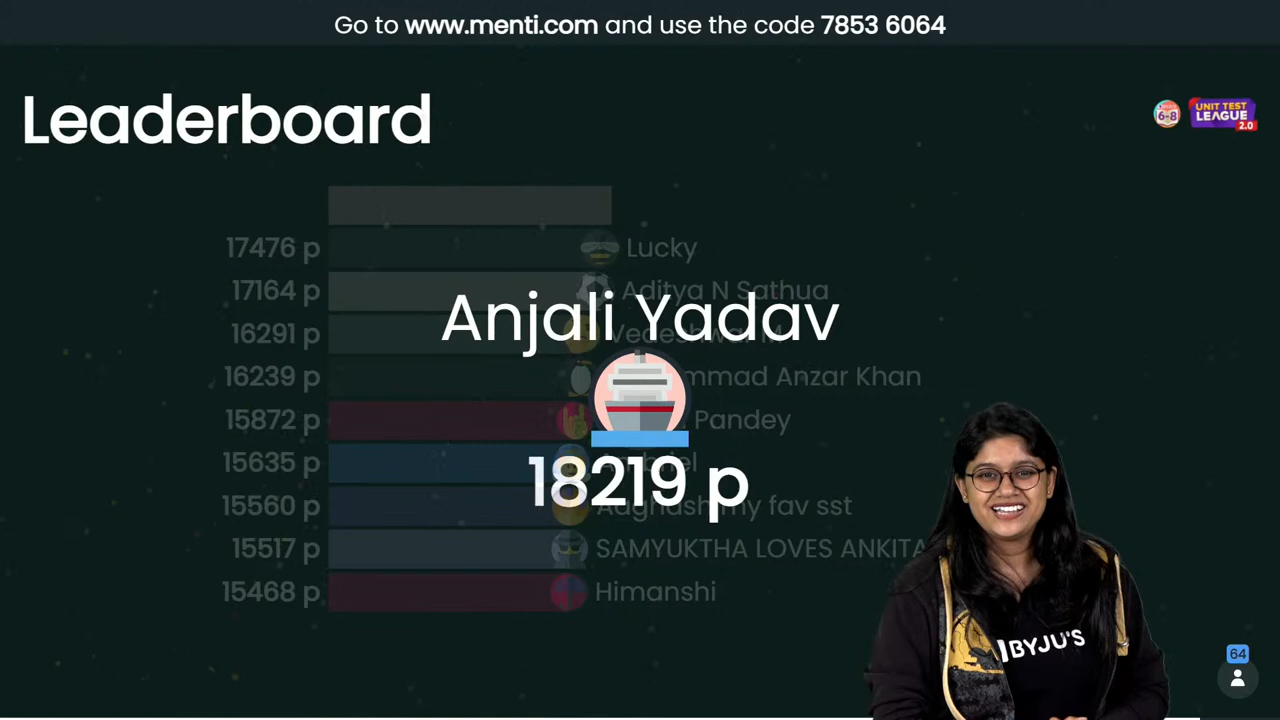 Go to www.menti.com and use the code 7853 6064
Leaderboard
6-8
UNIT TEST
LEAGUE
2.0
17476 p Lucky
17164 p Aditya N Sathua
Anjali Yadav
16291 p
16239 p mmad Anzar Khan
15872 p Pandey
15635 p
18219 p
15560 p my fav sst
15517 p SAMYUKTHA LOVES ANKITA
15468 p Himanshi
BYJU'S
64